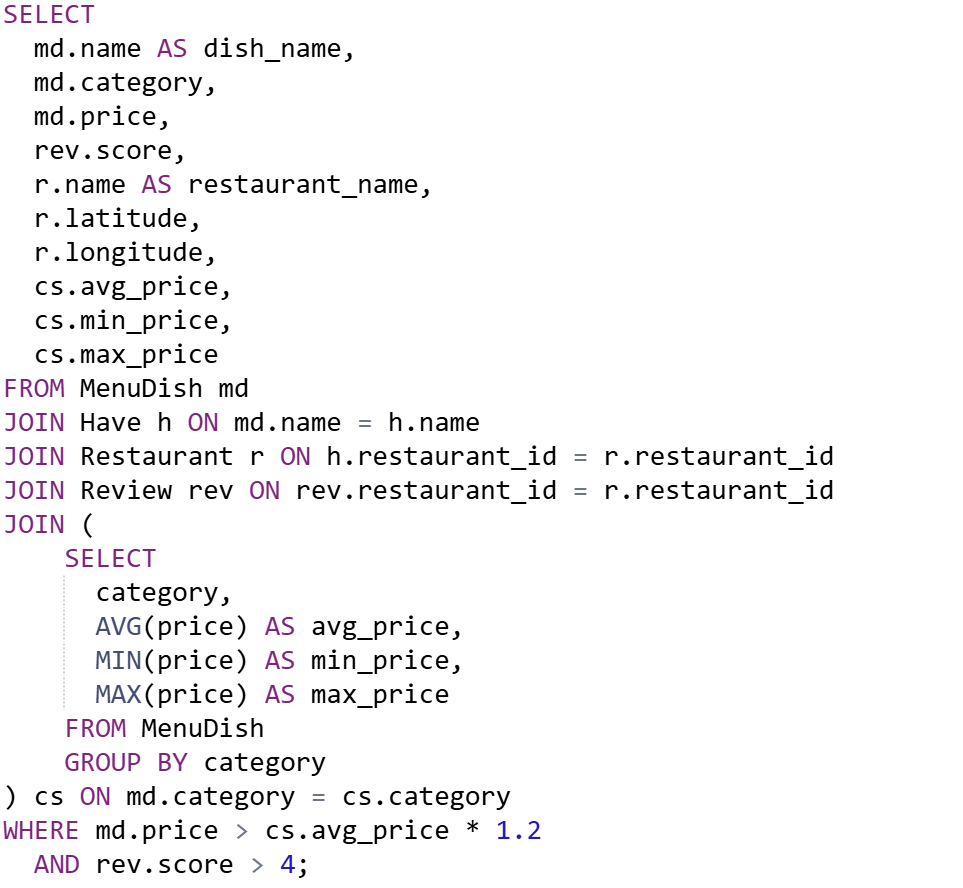 SELECT
  md.name AS dish_name,
  md.category,
  md.price,
  rev.score,
  r.name AS restaurant_name,
  r.latitude,
  r.longitude,
  cs.avg_price,
  cs.min_price,
  cs.max_price
FROM MenuDish md
JOIN Have h ON md.name = h.name
JOIN Restaurant r ON h.restaurant_id = r.restaurant_id
JOIN Review rev ON rev.restaurant_id = r.restaurant_id
JOIN (
    SELECT
      category,
      AVG(price) AS avg_price,
      MIN(price) AS min_price,
      MAX(price) AS max_price
    FROM MenuDish
    GROUP BY category
) cs ON md.category = cs.category
WHERE md.price > cs.avg_price * 1.2
  AND rev.score > 4;